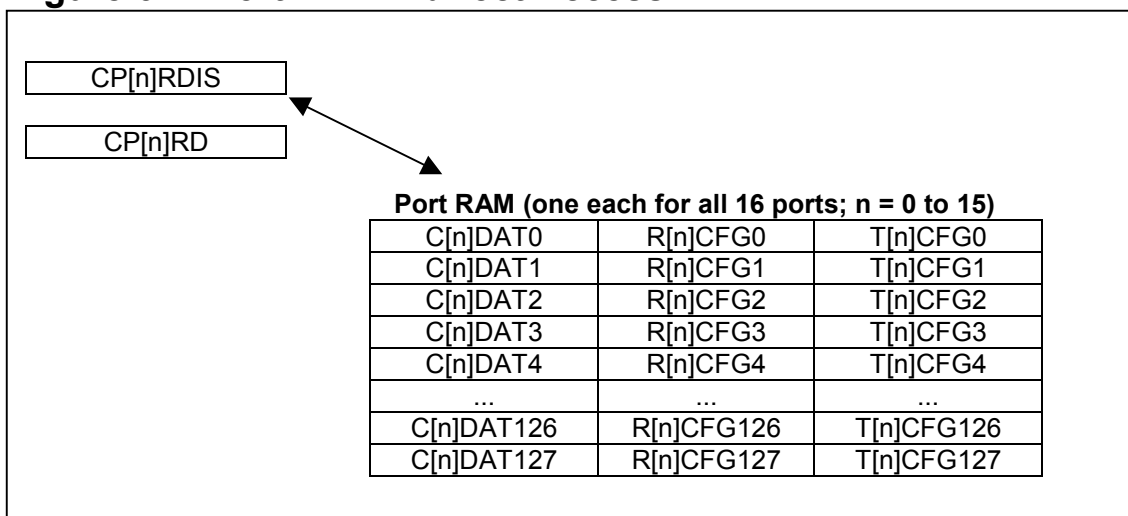 CP[n]RDIS
CP[n]RD
Port RAM (one each for all 16 ports; n = 0 to 15)
C[n]DAT0 R[n]CFG0 T[n]CFG0
C[n]DAT1 R[n]CFG1 T[n]CFG1
C[n]DAT2 R[n]CFG2 T[n]CFG2
C[n]DAT3 R[n]CFG3 T[n]CFG3
C[n]DAT4 R[n]CFG4 T[n]CFG4
... ... ...
C[n]DAT126 R[n]CFG126 T[n]CFG126
C[n]DAT127 R[n]CFG127 T[n]CFG127